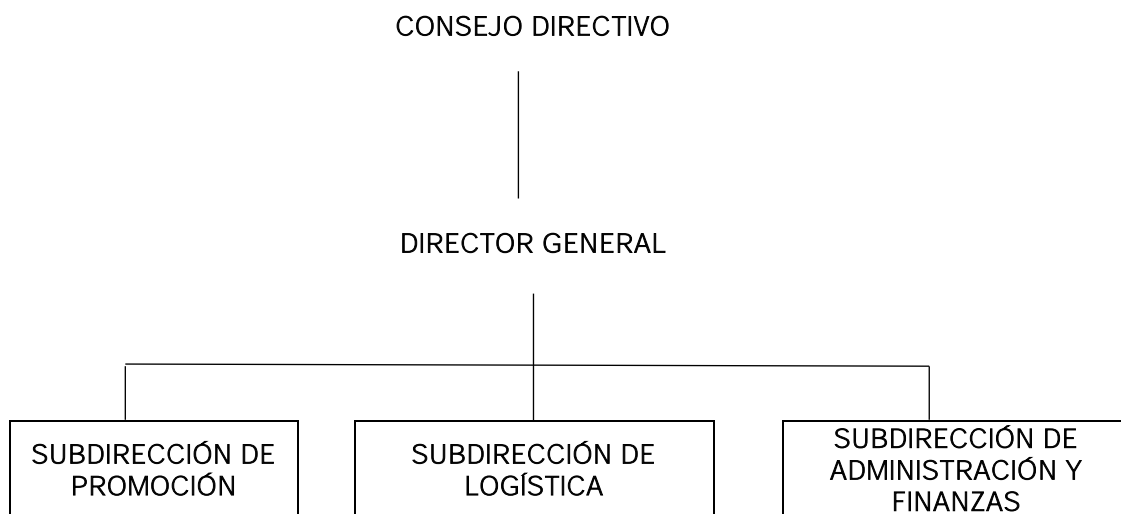 CONSEJO DIRECTIVO
DIRECTOR GENERAL
SUBDIRECCIÓN DE
PROMOCIÓN
SUBDIRECCIÓN DE
LOGÍSTICA
SUBDIRECCIÓN DE
ADMINISTRACIÓN Y
FINANZAS